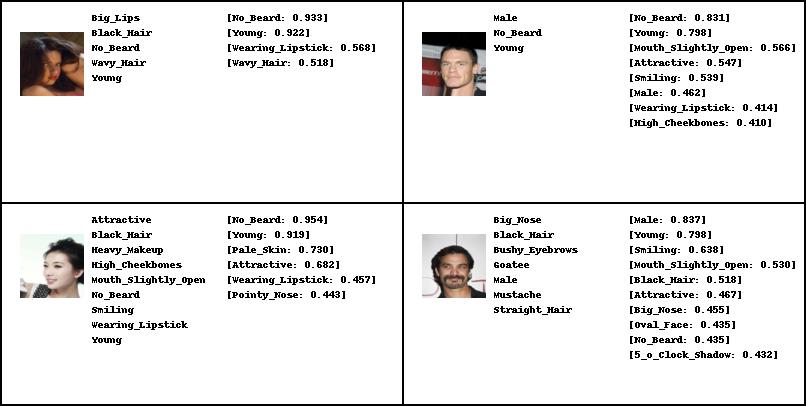 Big_Lips [No_Beard: 0.933]
Black_Hair [Young: 0.922]
No_Beard [Wearing_Lipstick: 0.568]
Wavy_Hair [Wavy_Hair: 0.518]
Young
Male [No_Beard: 0.831]
No_Beard [Young: 0.798]
Young [Mouth_Slightly_Open: 0.566]
[Attractive: 0.547]
[Smiling: 0.539]
[Male: 0.462]
[Wearing_Lipstick: 0.414]
[High_Cheekbones: 0.410]
Attractive [No_Beard: 0.954]
Black_Hair [Young: 0.919]
Heavy_Makeup [Pale_Skin: 0.730]
High_Cheekbones [Attractive: 0.682]
Mouth_Slightly_Open [Wearing_Lipstick: 0.457]
No_Beard [Pointy_Nose: 0.443]
Smiling
Wearing_Lipstick
Young
Big_Nose [Male: 0.837]
Black_Hair [Young: 0.798]
Bushy_Eyebrows [Smiling: 0.638]
Goatee [Mouth_Slightly_Open: 0.530]
Male [Black_Hair: 0.518]
Mustache [Attractive: 0.467]
Straight_Hair [Big_Nose: 0.455]
[Oval_Face: 0.435]
[No_Beard: 0.435]
[5_o_Clock_Shadow: 0.432]